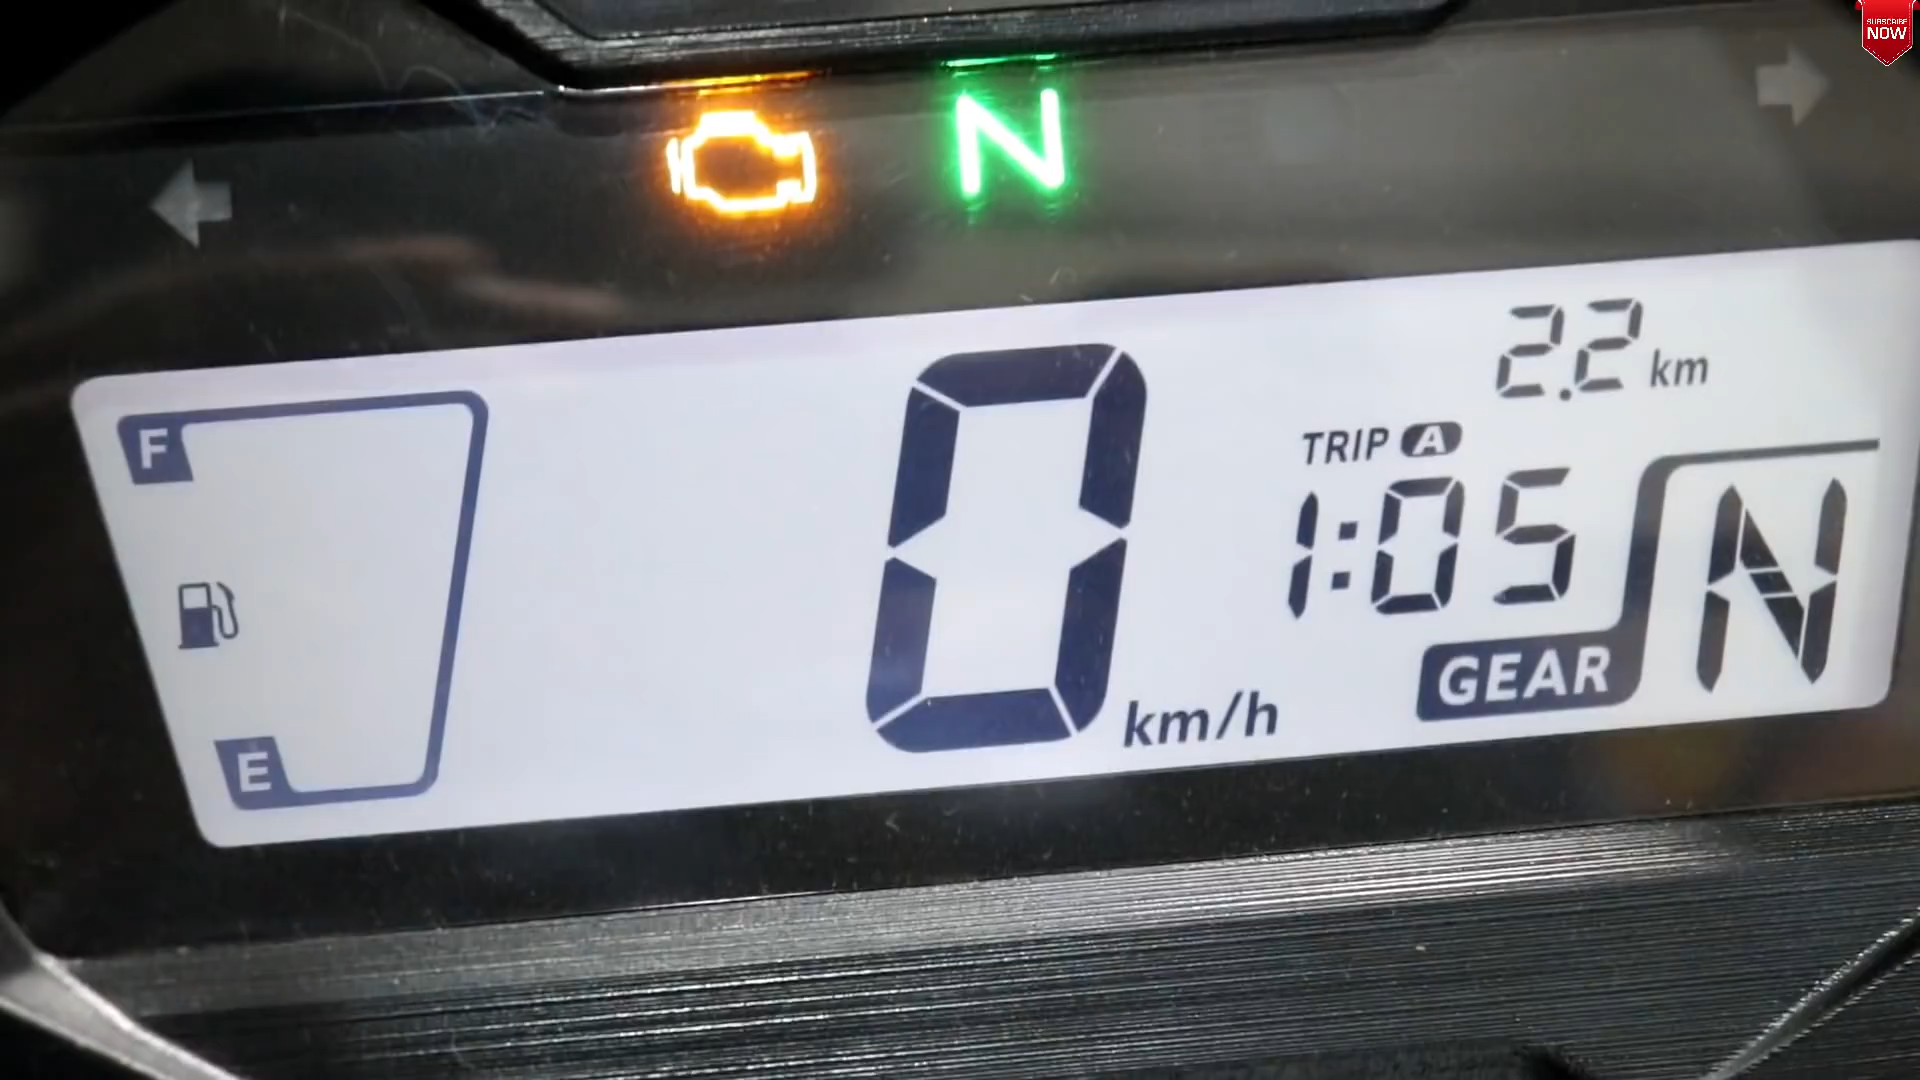 SUBSCRIBE
NOW
N
2.2 km
F
TRIP A
1:05
0 km/h
GEAR N
E